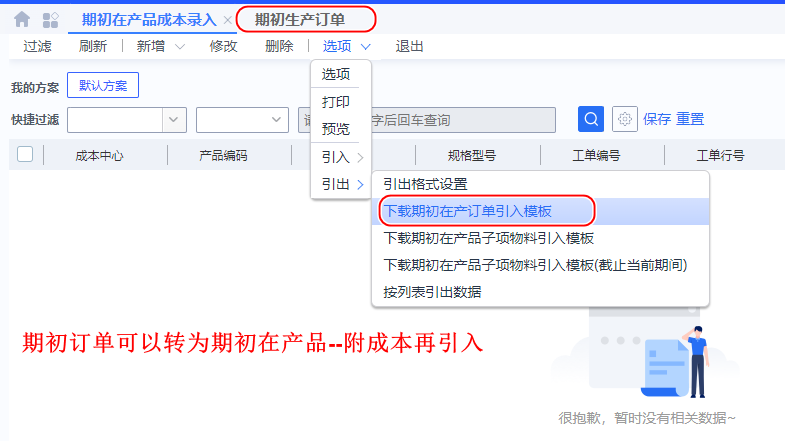 期初在产品成本录入 × 期初生产订单
过滤 刷新 新增 修改 删除 选项 退出
选项
我的方案 默认方案
打印
快捷过滤 字后回车查询 保存 重置
预览
成本中心 产品编码 规格型号 工单编号 工单行号
引入
引出
引出格式设置
下载期初在产订单引入模板
下载期初在产品子项物料引入模板
下载期初在产品子项物料引入模板(截止当前期间)
按列表引出数据
期初订单可以转为期初在产品--附成本再引入
很抱歉，暂时没有相关数据~